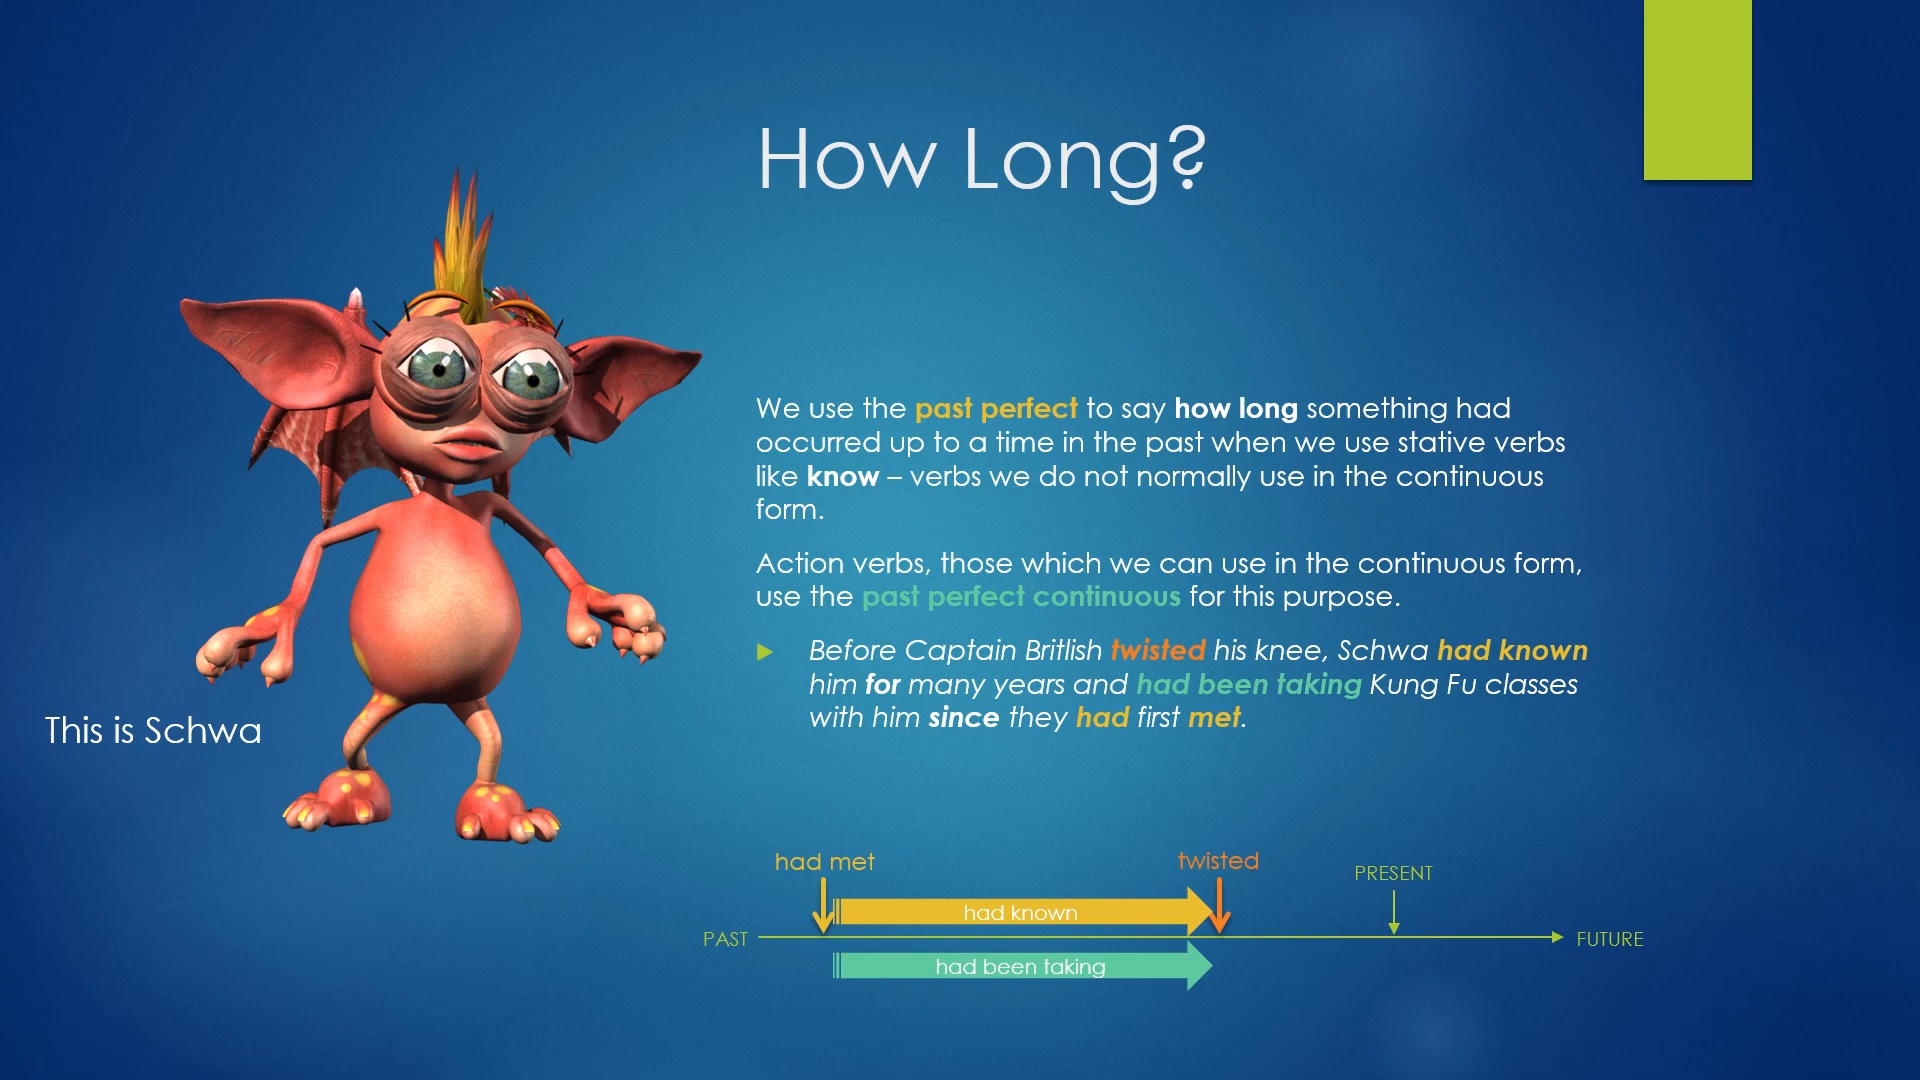 How Long?
We use the past perfect to say how long something had
occurred up to a time in the past when we use stative verbs
like know – verbs we do not normally use in the continuous
form.
Action verbs, those which we can use in the continuous form,
use the past perfect continuous for this purpose.
Before Captain Britlish twisted his knee, Schwa had known
him for many years and had been taking Kung Fu classes
with him since they had first met.
This is Schwa
had met
twisted
PRESENT
had known
PAST
FUTURE
had been taking